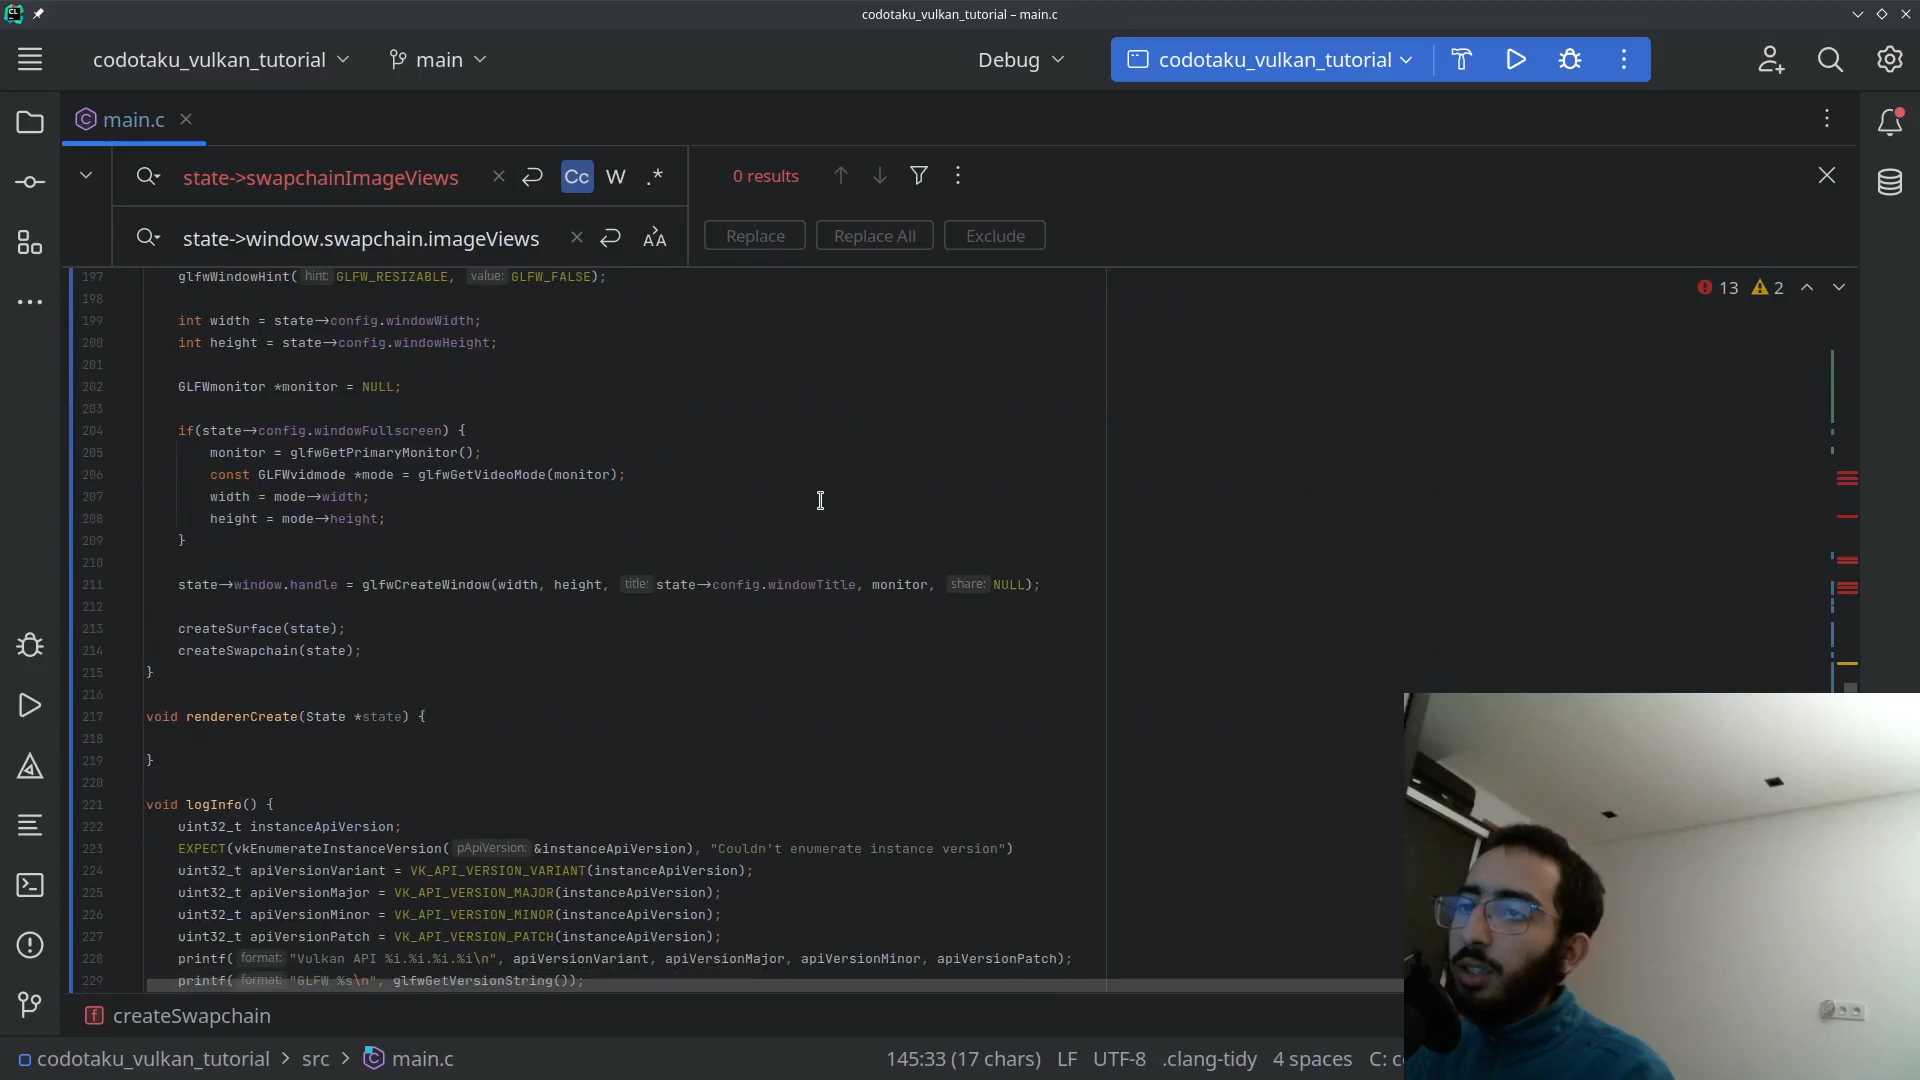 codotaku_vulkan_tutorial – main.c
codotaku_vulkan_tutorial
main
Debug
codotaku_vulkan_tutorial
main.c
state->swapchainImageViews
Cc
W
.*
0 results
state->window.swapchain.imageViews
Replace
Replace All
Exclude
13
2
197 glfwWindowHint( hint: GLFW_RESIZABLE, value: GLFW_FALSE);
198
199 int width = state->config.windowWidth;
200 int height = state->config.windowHeight;
201
202 GLFWmonitor *monitor = NULL;
203
204 if(state->config.windowFullscreen) {
205 monitor = glfwGetPrimaryMonitor();
206 const GLFWvidmode *mode = glfwGetVideoMode(monitor);
207 width = mode->width;
208 height = mode->height;
209 }
210
211 state->window.handle = glfwCreateWindow(width, height, title: state->config.windowTitle, monitor, share: NULL);
212
213 createSurface(state);
214 createSwapchain(state);
215 }
216
217 void rendererCreate(State *state) {
218
219 }
220
221 void logInfo() {
222 uint32_t instanceApiVersion;
223 EXPECT(vkEnumerateInstanceVersion( pApiVersion: &instanceApiVersion), "Couldn't enumerate instance version")
224 uint32_t apiVersionVariant = VK_API_VERSION_VARIANT(instanceApiVersion);
225 uint32_t apiVersionMajor = VK_API_VERSION_MAJOR(instanceApiVersion);
226 uint32_t apiVersionMinor = VK_API_VERSION_MINOR(instanceApiVersion);
227 uint32_t apiVersionPatch = VK_API_VERSION_PATCH(instanceApiVersion);
228 printf( format: "Vulkan API %i.%i.%i.%i\n", apiVersionVariant, apiVersionMajor, apiVersionMinor, apiVersionPatch);
229 printf( format: "GLFW %s\n", glfwGetVersionString());
createSwapchain
codotaku_vulkan_tutorial > src > main.c
145:33 (17 chars) LF UTF-8 .clang-tidy 4 spaces C: